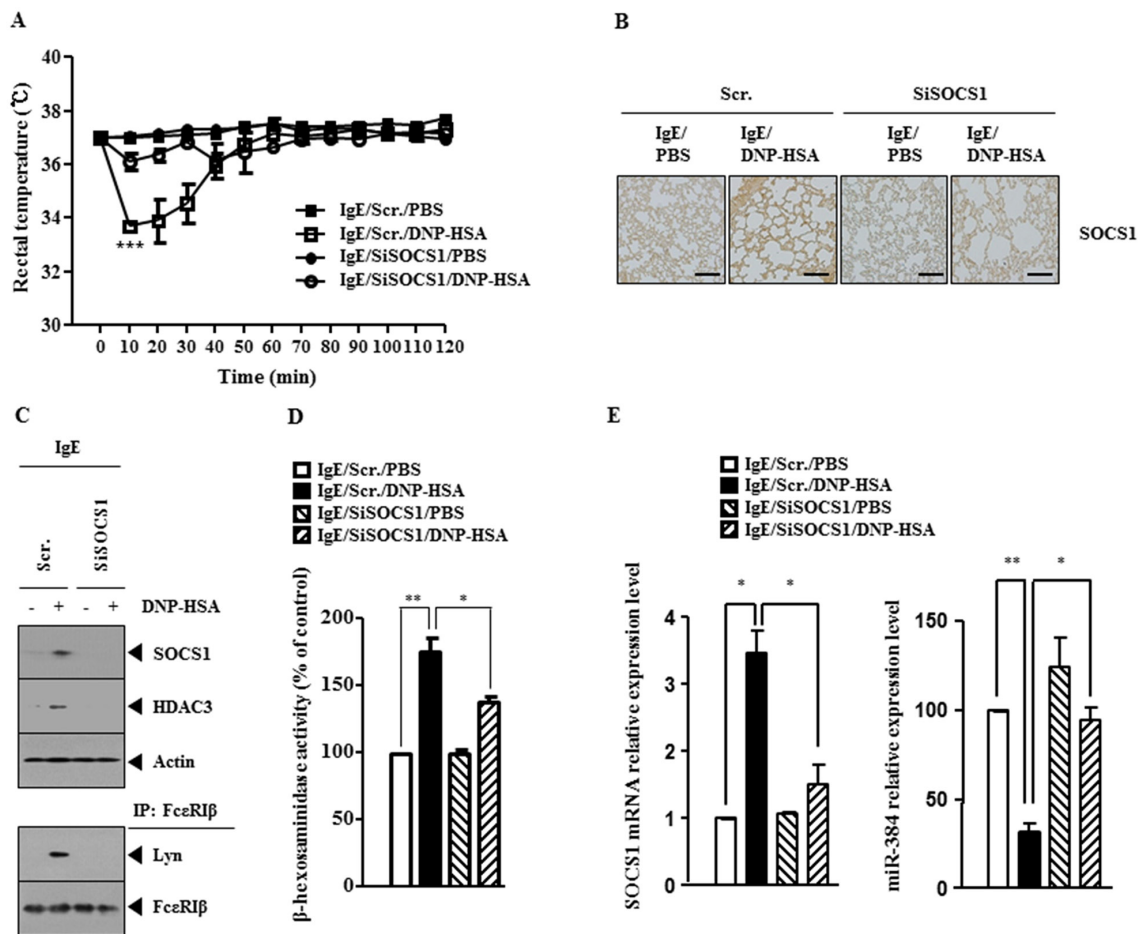 A
40
38
36
34
32
30
Rectal temperature (℃)
***
IgE/Scr./PBS
IgE/Scr./DNP-HSA
IgE/SiSOCS1/PBS
IgE/SiSOCS1/DNP-HSA
0 10 20 30 40 50 60 70 80 90 100 110 120
Time (min)
B
Scr. SiSOCS1
IgE/ IgE/ IgE/ IgE/
PBS DNP-HSA PBS DNP-HSA
SOCS1
C
IgE
Scr. SiSOCS1
- + - + DNP-HSA
SOCS1
HDAC3
Actin
IP: FcεRIβ
Lyn
FcεRIβ
D
IgE/Scr./PBS
IgE/Scr./DNP-HSA
IgE/SiSOCS1/PBS
IgE/SiSOCS1/DNP-HSA
** *
β-hexosaminidase activity (% of control)
200
150
100
50
0
E
IgE/Scr./PBS
IgE/Scr./DNP-HSA
IgE/SiSOCS1/PBS
IgE/SiSOCS1/DNP-HSA
* *
SOCS1 mRNA relative expression level
4
3
2
1
0
** *
miR-384 relative expression level
150
100
50
0